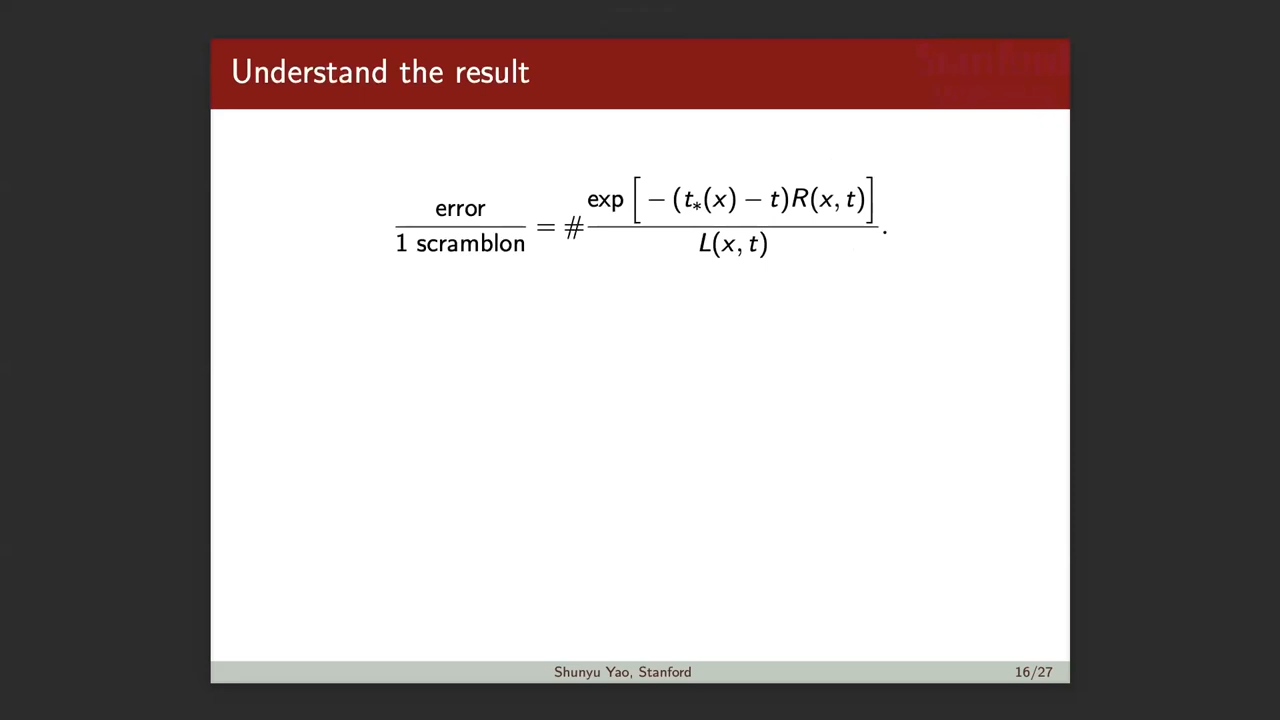 Understand the result
error / 1 scramblon = # exp[ − (t∗(x) − t)R(x, t)] / L(x, t) .
Shunyu Yao, Stanford 16/27